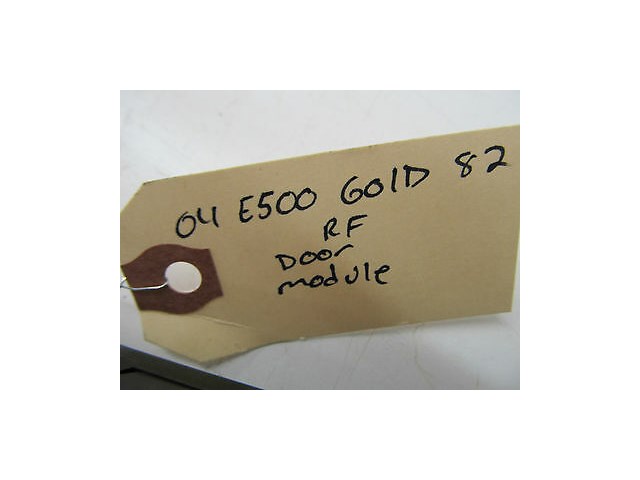 04 E500 GOlD 82
RF
Door
module